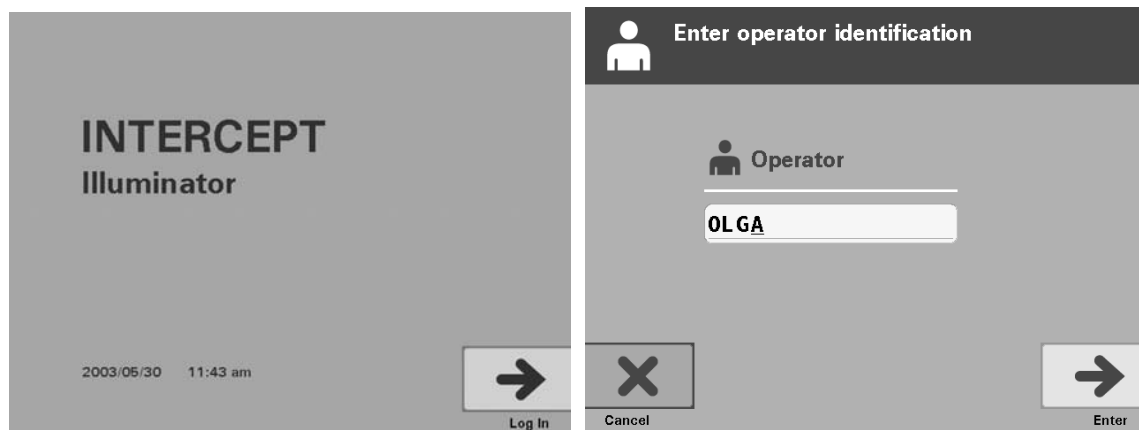 INTERCEPT
Illuminator
2003/05/30 11:43 am
Log In
Enter operator identification
Operator
OLGA
Cancel
Enter